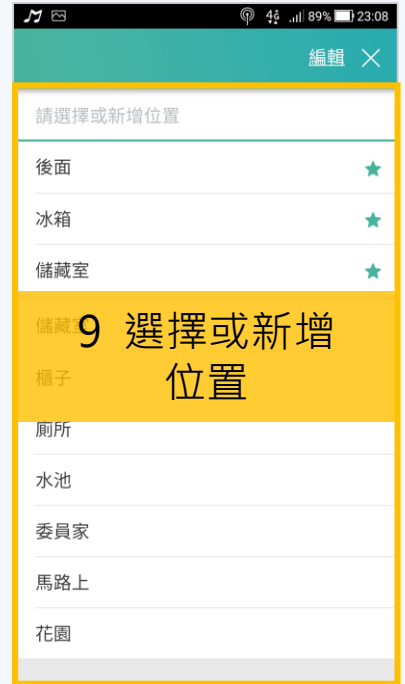 4G 89% 23:08
編輯
請選擇或新增位置
後面
冰箱
儲藏室
儲藏室
9 選擇或新增
位置
櫃子
廁所
水池
委員家
馬路上
花園